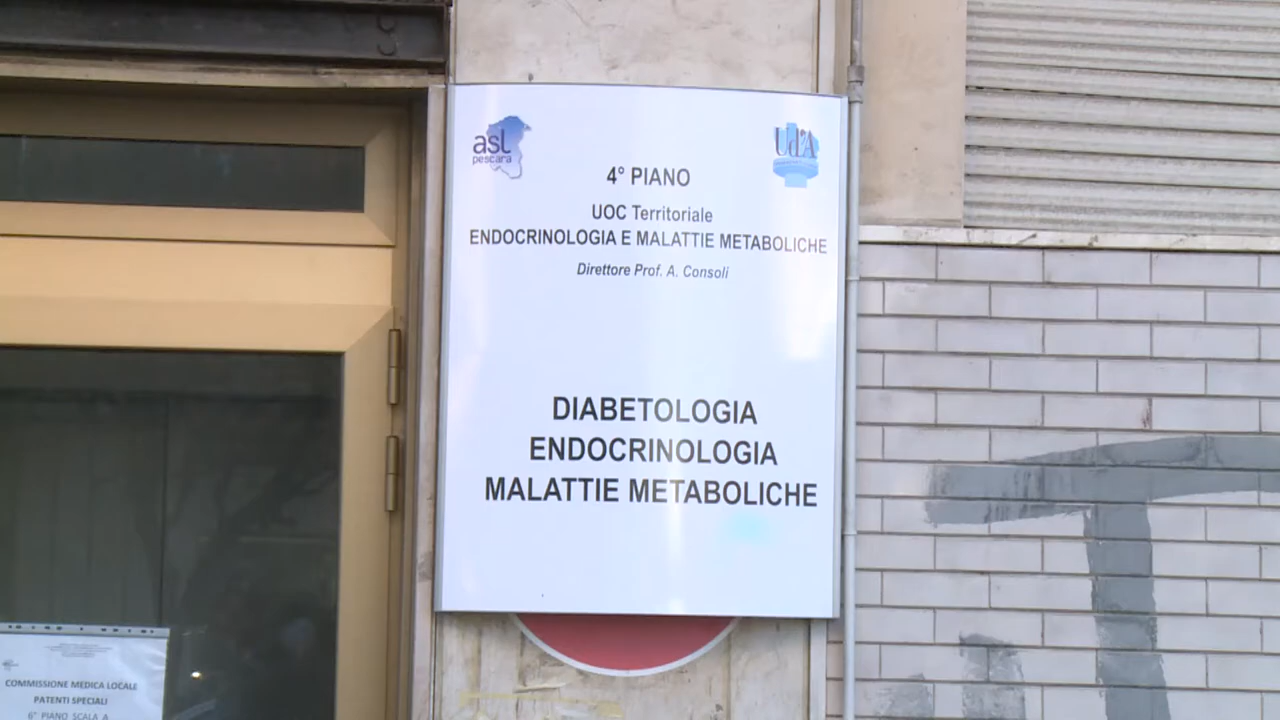 asl
pescara
Ud'A
4° PIANO
UOC Territoriale
ENDOCRINOLOGIA E MALATTIE METABOLICHE
Direttore Prof. A. Consoli
DIABETOLOGIA
ENDOCRINOLOGIA
MALATTIE METABOLICHE
COMMISSIONE MEDICA LOCALE
PATENTI SPECIALI
6° PIANO SCALA A